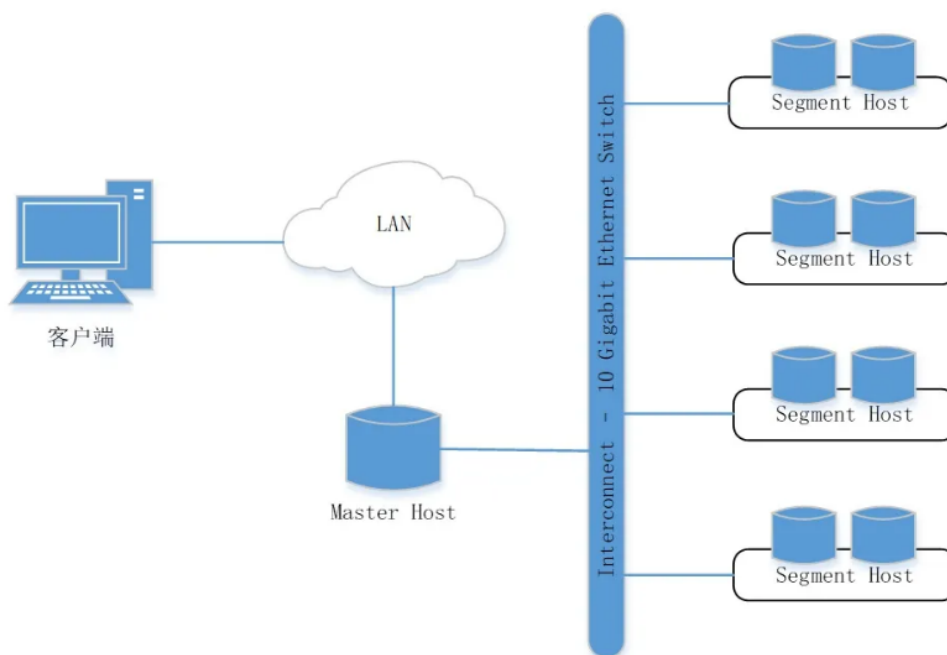 客户端
LAN
Master Host
Interconnect - 10 Gigabit Ethernet Switch
Segment Host
Segment Host
Segment Host
Segment Host